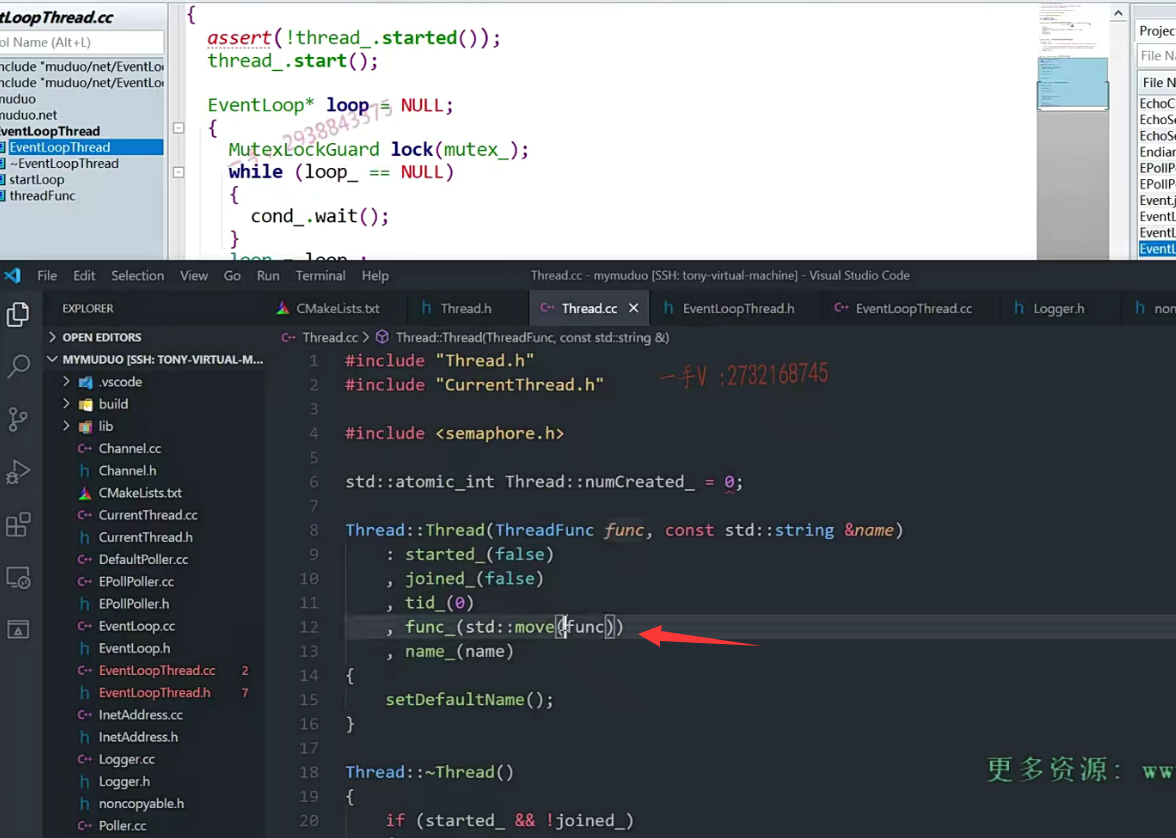 tLoopThread.cc
ol Name (Alt+L)
nclude "muduo/net/EventLo
nclude "muduo/net/EventLo
muduo
muduo.net
EventLoopThread
EventLoopThread
~EventLoopThread
startLoop
threadFunc
{
assert(!thread_.started());
thread_.start();
EventLoop* loop = NULL;
{
MutexLockGuard lock(mutex_);
while (loop_ == NULL)
{
cond_.wait();
}
loop = loop_;
2938843375
Projec
File N
File N
EchoC
EchoSe
EchoSe
Endian
EPollP
EPollP
Event.j
EventL
EventL
EventL
File Edit Selection View Go Run Terminal Help
Thread.cc - mymuduo [SSH: tony-virtual-machine] - Visual Studio Code
EXPLORER
CMakeLists.txt
Thread.h
Thread.cc
EventLoopThread.h
EventLoopThread.cc
Logger.h
non
OPEN EDITORS
MYMUDUO [SSH: TONY-VIRTUAL-M...
.vscode
build
lib
Channel.cc
Channel.h
CMakeLists.txt
CurrentThread.cc
CurrentThread.h
DefaultPoller.cc
EPollPoller.cc
EPollPoller.h
EventLoop.cc
EventLoop.h
EventLoopThread.cc 2
EventLoopThread.h 7
InetAddress.cc
InetAddress.h
Logger.cc
Logger.h
noncopyable.h
Poller.cc
Thread.cc > Thread::Thread(ThreadFunc, const std::string &)
1 #include "Thread.h"
2 #include "CurrentThread.h"
3
4 #include <semaphore.h>
5
6 std::atomic_int Thread::numCreated_ = 0;
7
8 Thread::Thread(ThreadFunc func, const std::string &name)
9 : started_(false)
10 , joined_(false)
11 , tid_(0)
12 , func_(std::move(func))
13 , name_(name)
14 {
15 setDefaultName();
16 }
17
18 Thread::~Thread()
19 {
20 if (started_ && !joined_)
一手V :2732168745
更多资源: ww